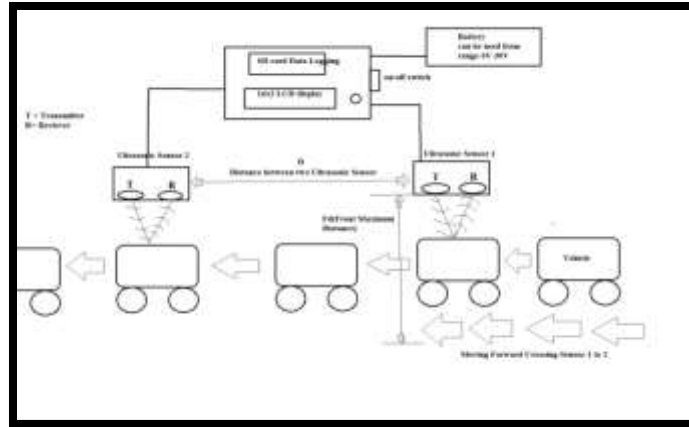 Battery
can be used from
range 5V-20V
SD card Data Logging
on-off switch
16x2 LCD display
T = Transmitter
R= Reciever
Ultrasonic Sensor 2
Ultrasonic Sensor 1
D
Distance between two Ultrasonic Sensor
T R
T R
Maximum
Distance)
Vehicle
Moving Forward Crossing Sensor 1 to 2